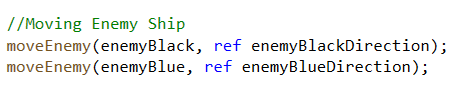 //Moving Enemy Ship
moveEnemy(enemyBlack, ref enemyBlackDirection);
moveEnemy(enemyBlue, ref enemyBlueDirection);